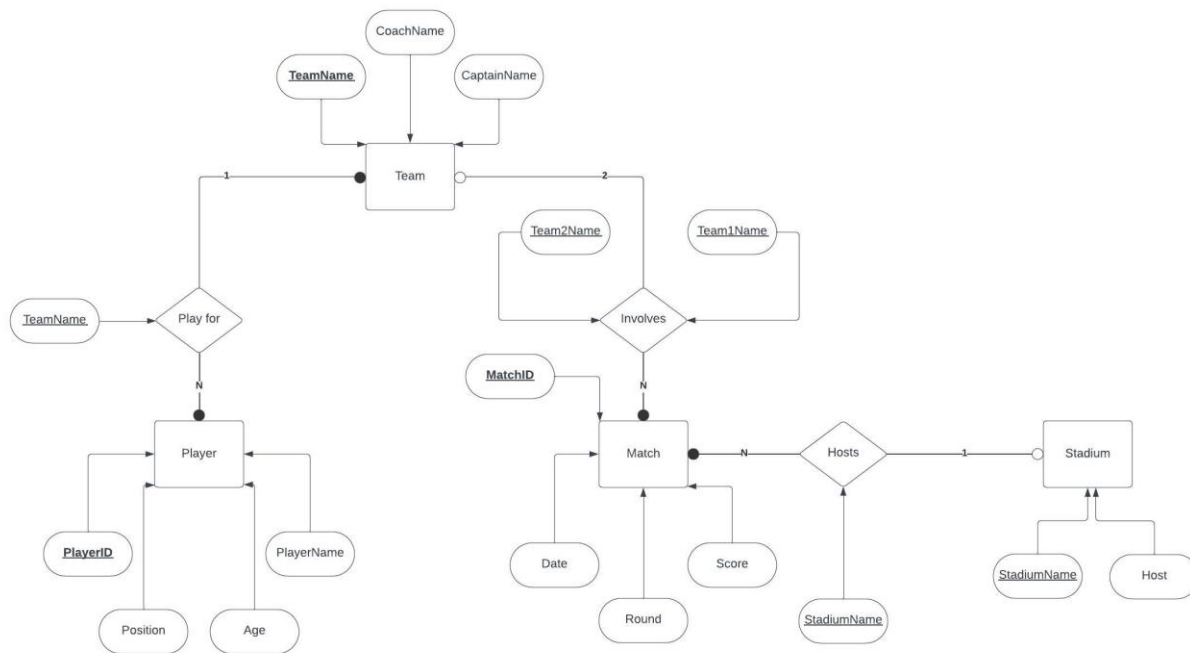 CoachName
TeamName
CaptainName
Team
1
2
Team2Name
Team1Name
TeamName
Play for
Involves
MatchID
N
N
Player
Match
N
Hosts
1
Stadium
PlayerID
PlayerName
Date
Score
StadiumName
Host
Position
Age
Round
StadiumName